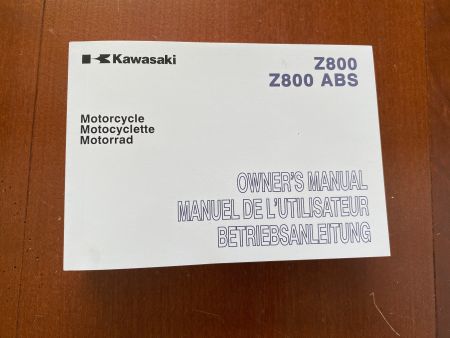 Kawasaki
Z800
Z800 ABS
Motorcycle
Motocyclette
Motorrad
OWNER'S MANUAL
MANUEL DE L'UTILISATEUR
BETRIEBSANLEITUNG